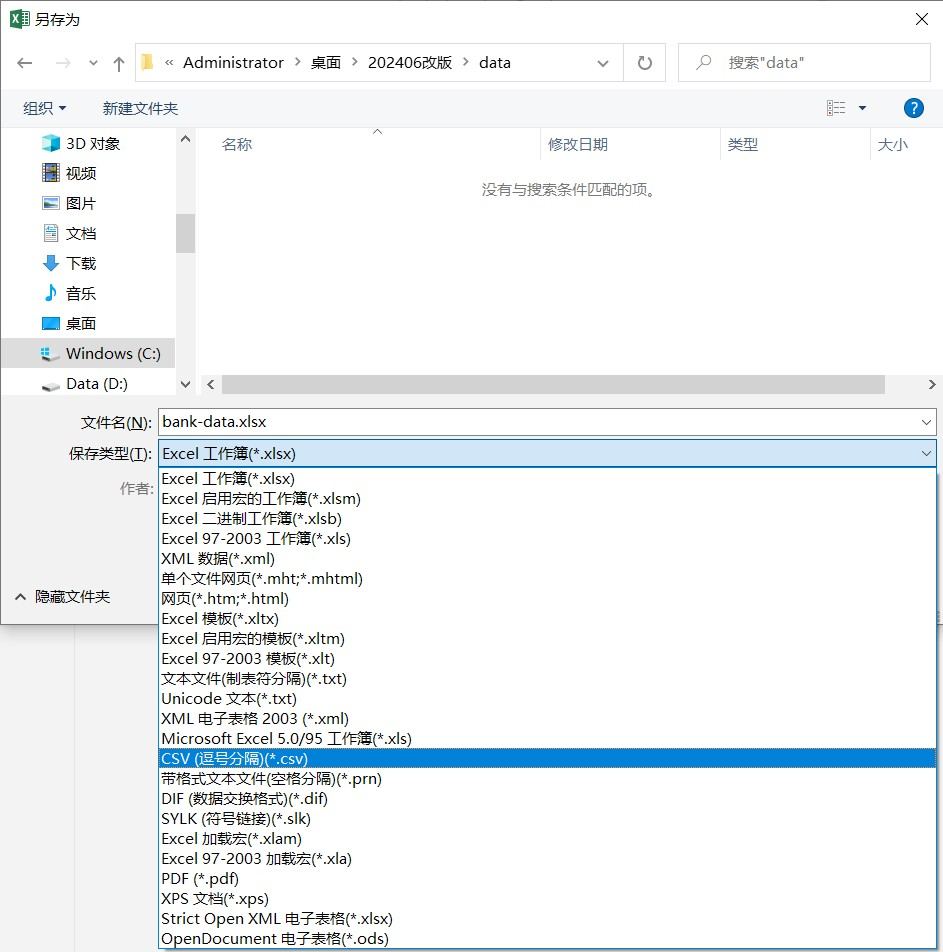 另存为
« Administrator > 桌面 > 202406改版 > data
搜索"data"
组织
新建文件夹
名称
修改日期
类型
大小
没有与搜索条件匹配的项。
3D 对象
视频
图片
文档
下载
音乐
桌面
Windows (C:)
Data (D:)
文件名(N):
bank-data.xlsx
保存类型(T):
Excel 工作簿(*.xlsx)
作者:
Excel 工作簿(*.xlsx)
Excel 启用宏的工作簿(*.xlsm)
Excel 二进制工作簿(*.xlsb)
Excel 97-2003 工作簿(*.xls)
XML 数据(*.xml)
单个文件网页(*.mht;*.mhtml)
网页(*.htm;*.html)
Excel 模板(*.xltx)
Excel 启用宏的模板(*.xltm)
Excel 97-2003 模板(*.xlt)
文本文件(制表符分隔)(*.txt)
Unicode 文本(*.txt)
XML 电子表格 2003 (*.xml)
Microsoft Excel 5.0/95 工作簿(*.xls)
CSV (逗号分隔)(*.csv)
带格式文本文件(空格分隔)(*.prn)
DIF (数据交换格式)(*.dif)
SYLK (符号链接)(*.slk)
Excel 加载宏(*.xlam)
Excel 97-2003 加载宏(*.xla)
PDF (*.pdf)
XPS 文档(*.xps)
Strict Open XML 电子表格(*.xlsx)
OpenDocument 电子表格(*.ods)
隐藏文件夹